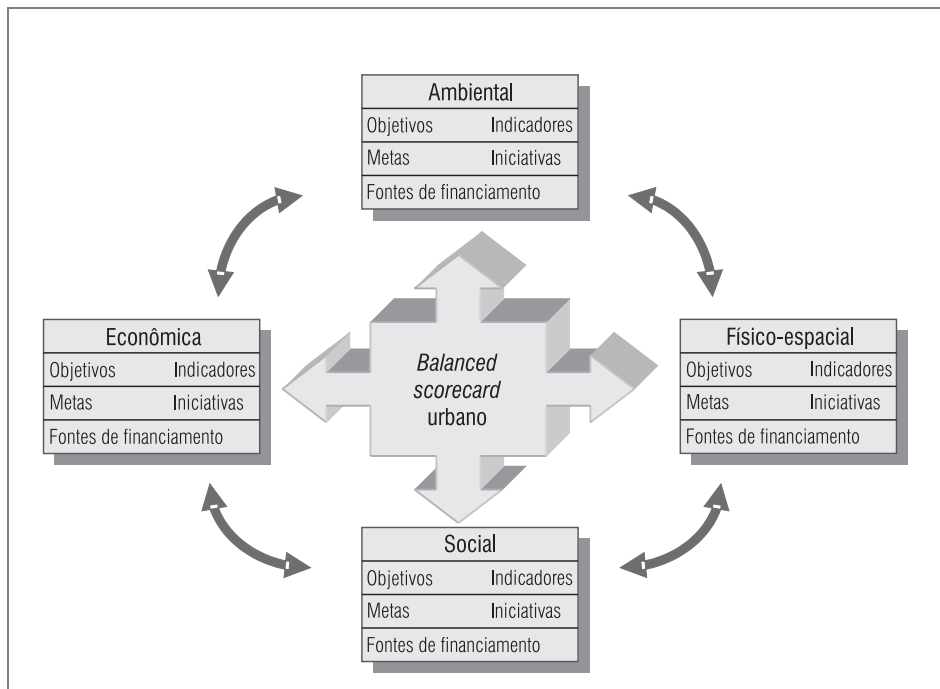 Ambiental
Objetivos Indicadores
Metas Iniciativas
Fontes de financiamento
Econômica
Objetivos Indicadores
Metas Iniciativas
Fontes de financiamento
Balanced
scorecard
urbano
Físico-espacial
Objetivos Indicadores
Metas Iniciativas
Fontes de financiamento
Social
Objetivos Indicadores
Metas Iniciativas
Fontes de financiamento